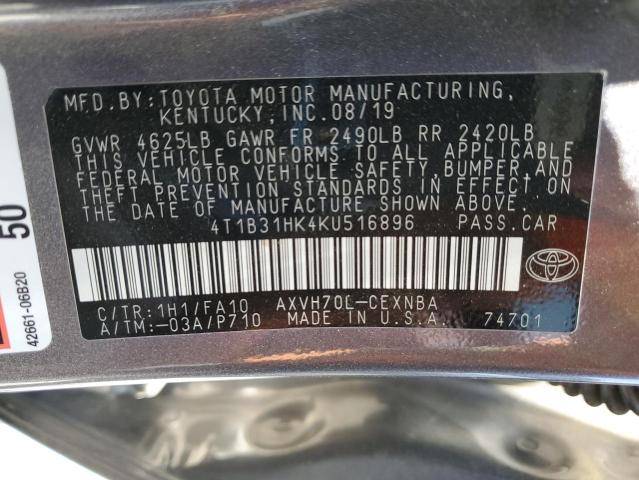 MFD.BY:TOYOTA MOTOR MANUFACTURING,
KENTUCKY,INC.08/19
GVWR 4625LB GAWR FR 2490LB RR 2420LB
THIS VEHICLE CONFORMS TO ALL APPLICABLE
FEDERAL MOTOR VEHICLE SAFETY,BUMPER,AND
THEFT PREVENTION STANDARDS IN EFFECT ON
THE DATE OF MANUFACTURE SHOWN ABOVE.
4T1B31HK4KU516896 PASS.CAR
C/TR:1H1/FA10 AXVH70L-CEXNBA
A/TM:-03A/P710 MADE IN U.S.A. 74701
50
42661-06B20